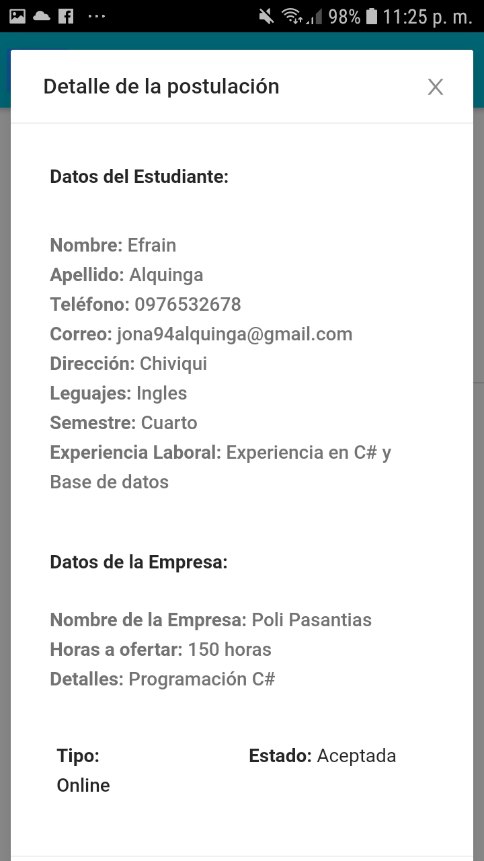 98% 11:25 p. m.
Detalle de la postulación
Datos del Estudiante:
Nombre: Efrain
Apellido: Alquinga
Teléfono: 0976532678
Correo: jona94alquinga@gmail.com
Dirección: Chiviqui
Leguajes: Ingles
Semestre: Cuarto
Experiencia Laboral: Experiencia en C# y
Base de datos
Datos de la Empresa:
Nombre de la Empresa: Poli Pasantias
Horas a ofertar: 150 horas
Detalles: Programación C#
Tipo: Estado: Aceptada
Online